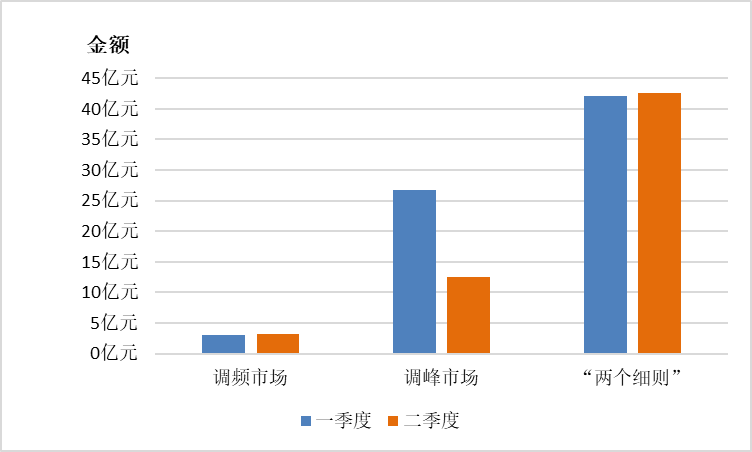 金额
45亿元
40亿元
35亿元
30亿元
25亿元
20亿元
15亿元
10亿元
5亿元
0亿元
调频市场 调峰市场 “两个细则”
一季度 二季度